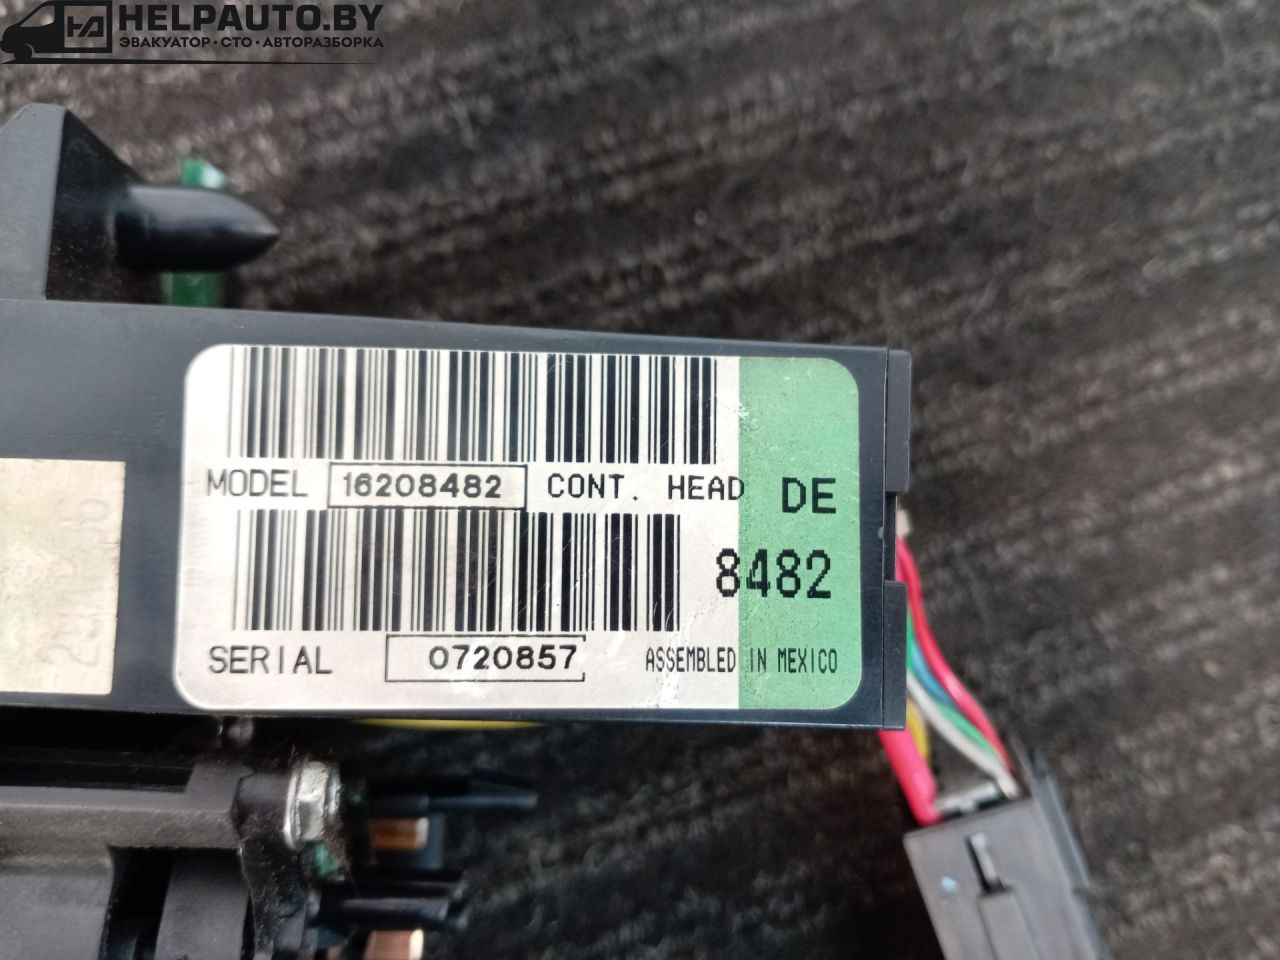 HELPAUTO.BY
ЭВАКУАТОР·СТО·АВТОРАЗБОРКА
MODEL 16208482 CONT. HEAD DE
8482
SERIAL 0720857 ASSEMBLED IN MEXICO